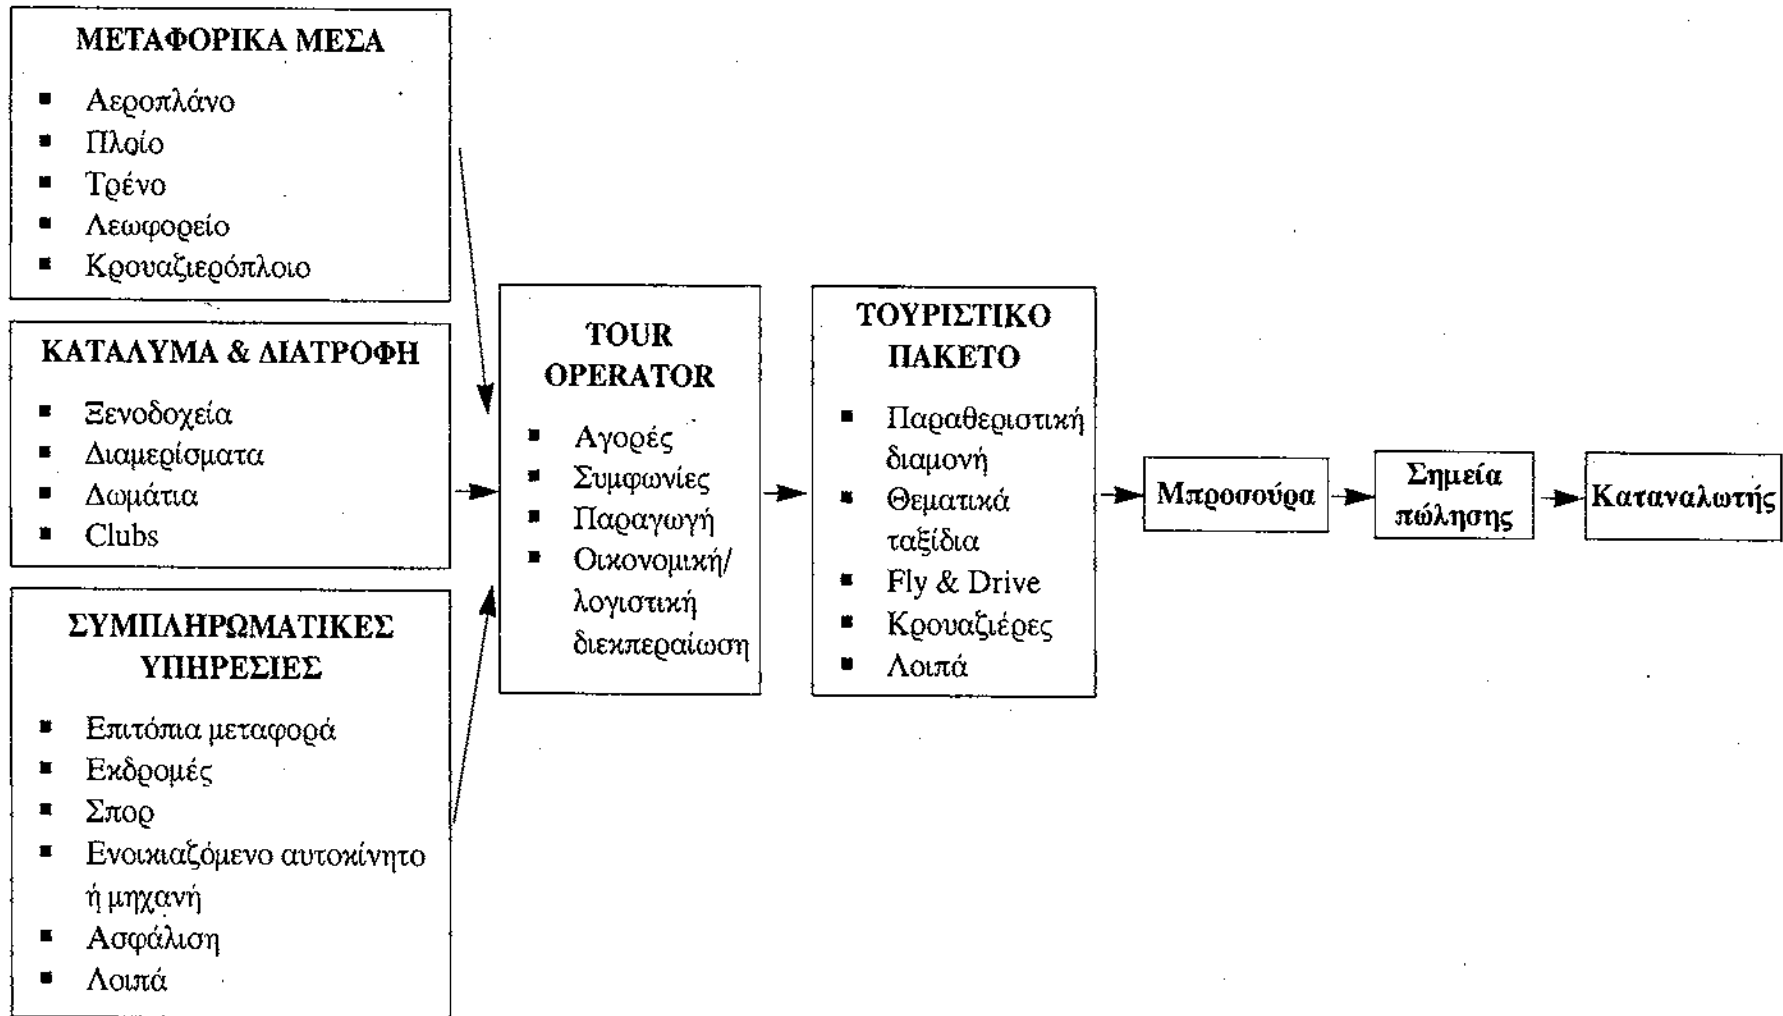 ΜΕΤΑΦΟΡΙΚΑ ΜΕΣΑ
▪ Αεροπλάνο
▪ Πλοίο
▪ Τρένο
▪ Λεωφορείο
▪ Κρουαζιερόπλοιο
ΚΑΤΑΛΥΜΑ & ΔΙΑΤΡΟΦΗ
▪ Ξενοδοχεία
▪ Διαμερίσματα
▪ Δωμάτια
▪ Clubs
ΣΥΜΠΛΗΡΩΜΑΤΙΚΕΣ
ΥΠΗΡΕΣΙΕΣ
▪ Επιτόπια μεταφορά
▪ Εκδρομές
▪ Σπορ
▪ Ενοικιαζόμενο αυτοκίνητο
ή μηχανή
▪ Ασφάλιση
▪ Λοιπά
TOUR
OPERATOR
▪ Αγορές
▪ Συμφωνίες
▪ Παραγωγή
▪ Οικονομική/
λογιστική
διεκπεραίωση
ΤΟΥΡΙΣΤΙΚΟ
ΠΑΚΕΤΟ
▪ Παραθεριστική
διαμονή
▪ Θεματικά
ταξίδια
▪ Fly & Drive
▪ Κρουαζιέρες
▪ Λοιπά
Μπροσούρα
Σημεία
πώλησης
Καταναλωτής